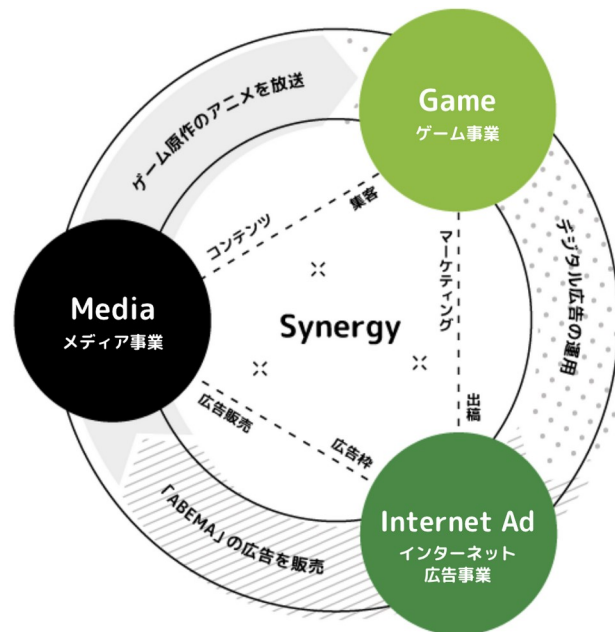 Game
ゲーム事業
ゲーム原作のアニメを放送
集客
コンテンツ
マーケティング
デジタル広告の運用
Media
メディア事業
Synergy
出稿
広告販売
広告枠
「ABEMA」の広告を販売
Internet Ad
インターネット
広告事業